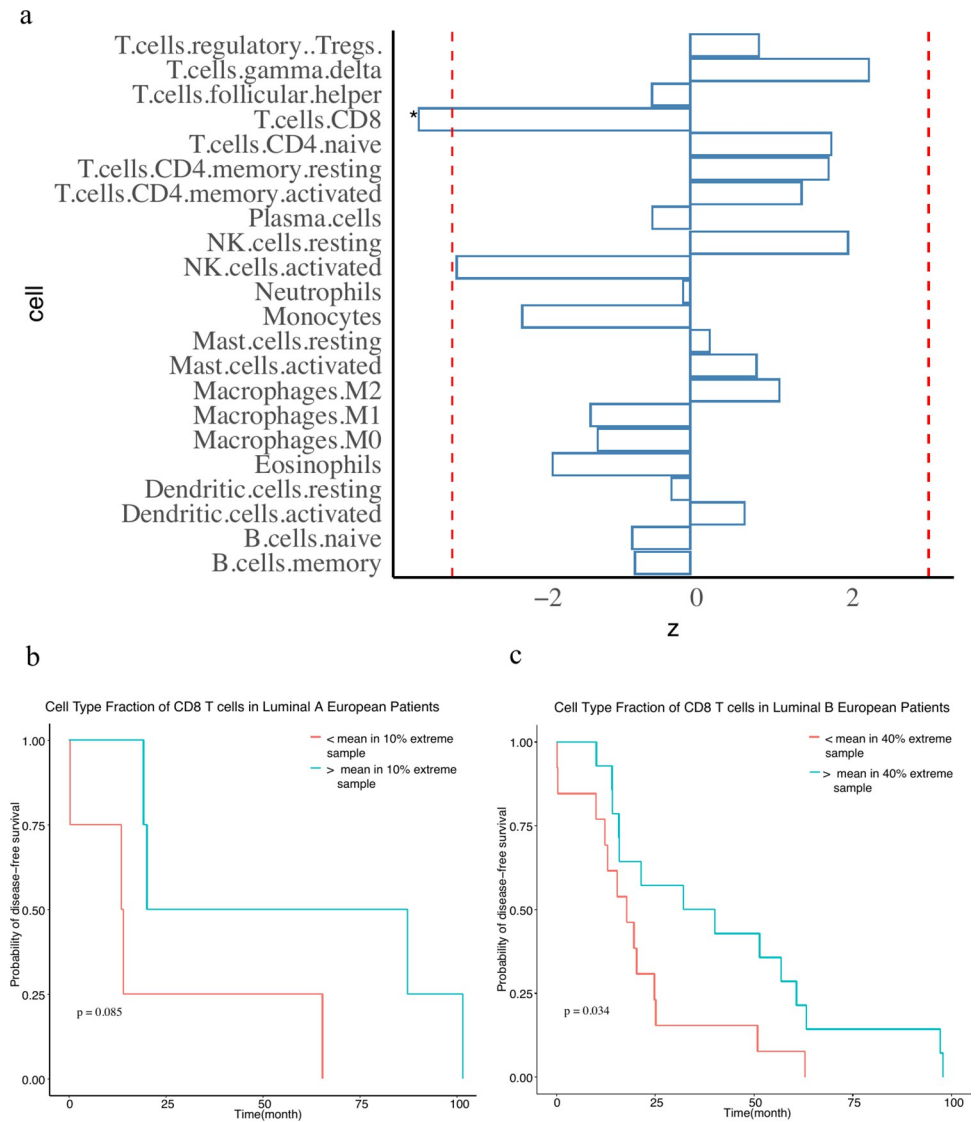 a
T.cells.regulatory..Tregs.
T.cells.gamma.delta
T.cells.follicular.helper
T.cells.CD8
*
T.cells.CD4.naive
T.cells.CD4.memory.resting
T.cells.CD4.memory.activated
Plasma.cells
NK.cells.resting
NK.cells.activated
Neutrophils
Monocytes
Mast.cells.resting
Mast.cells.activated
Macrophages.M2
Macrophages.M1
Macrophages.M0
Eosinophils
Dendritic.cells.resting
Dendritic.cells.activated
B.cells.naive
B.cells.memory
cell
−2 0 2
z
b
Cell Type Fraction of CD8 T cells in Luminal A European Patients
< mean in 10% extreme
sample
> mean in 10% extreme
sample
Probability of disease−free survival
1.00
0.75
0.50
0.25
0.00
p = 0.085
0 25 50 75 100
Time(month)
c
Cell Type Fraction of CD8 T cells in Luminal B European Patients
< mean in 40% extreme
sample
> mean in 40% extreme
sample
Probability of disease−free survival
1.00
0.75
0.50
0.25
0.00
p = 0.034
0 25 50 75 100
Time(month)